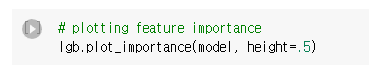 # plotting feature importance
lgb.plot_importance(model, height=.5)